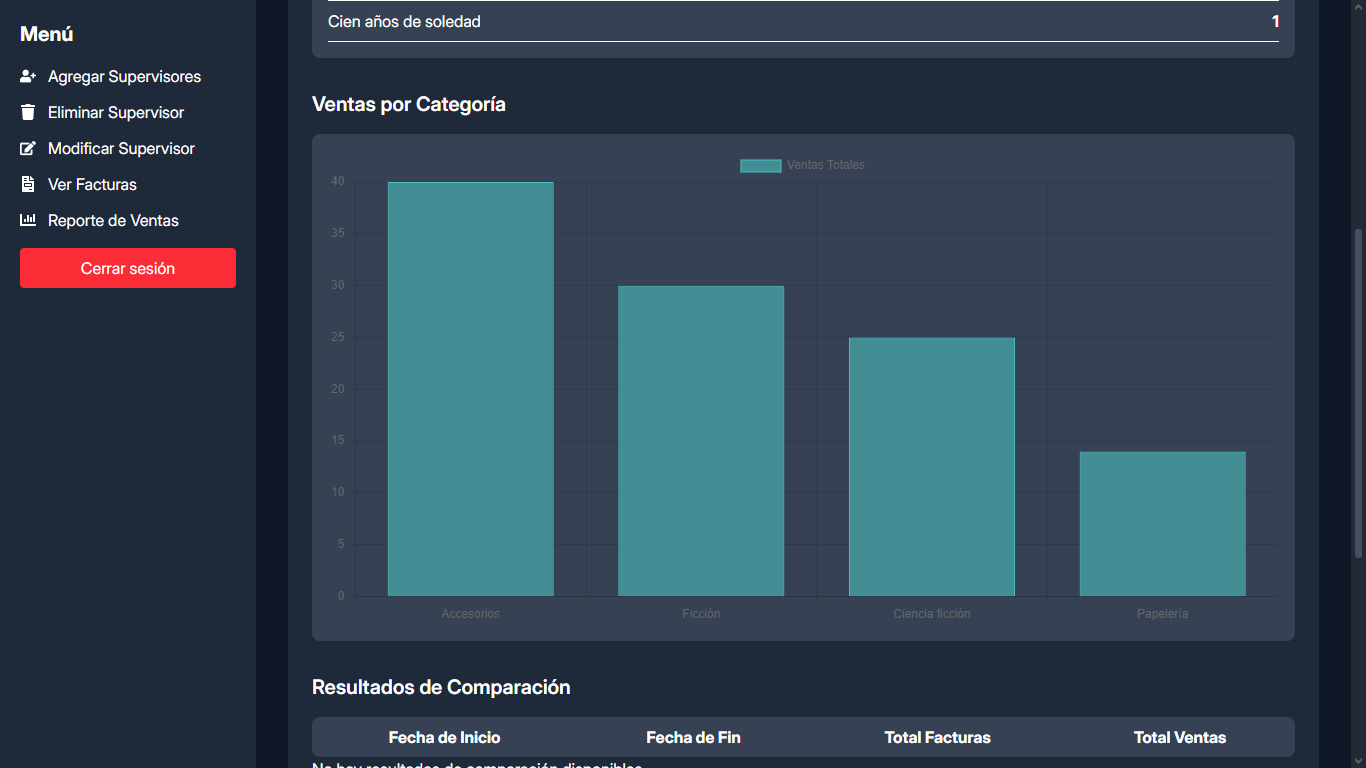 Menú
Agregar Supervisores
Eliminar Supervisor
Modificar Supervisor
Ver Facturas
Reporte de Ventas
Cerrar sesión
Cien años de soledad 1
Ventas por Categoría
Ventas Totales
40
35
30
25
20
15
10
5
0
Accesorios Ficción Ciencia ficción Papelería
Resultados de Comparación
Fecha de Inicio Fecha de Fin Total Facturas Total Ventas
No hay resultados de comparación disponibles